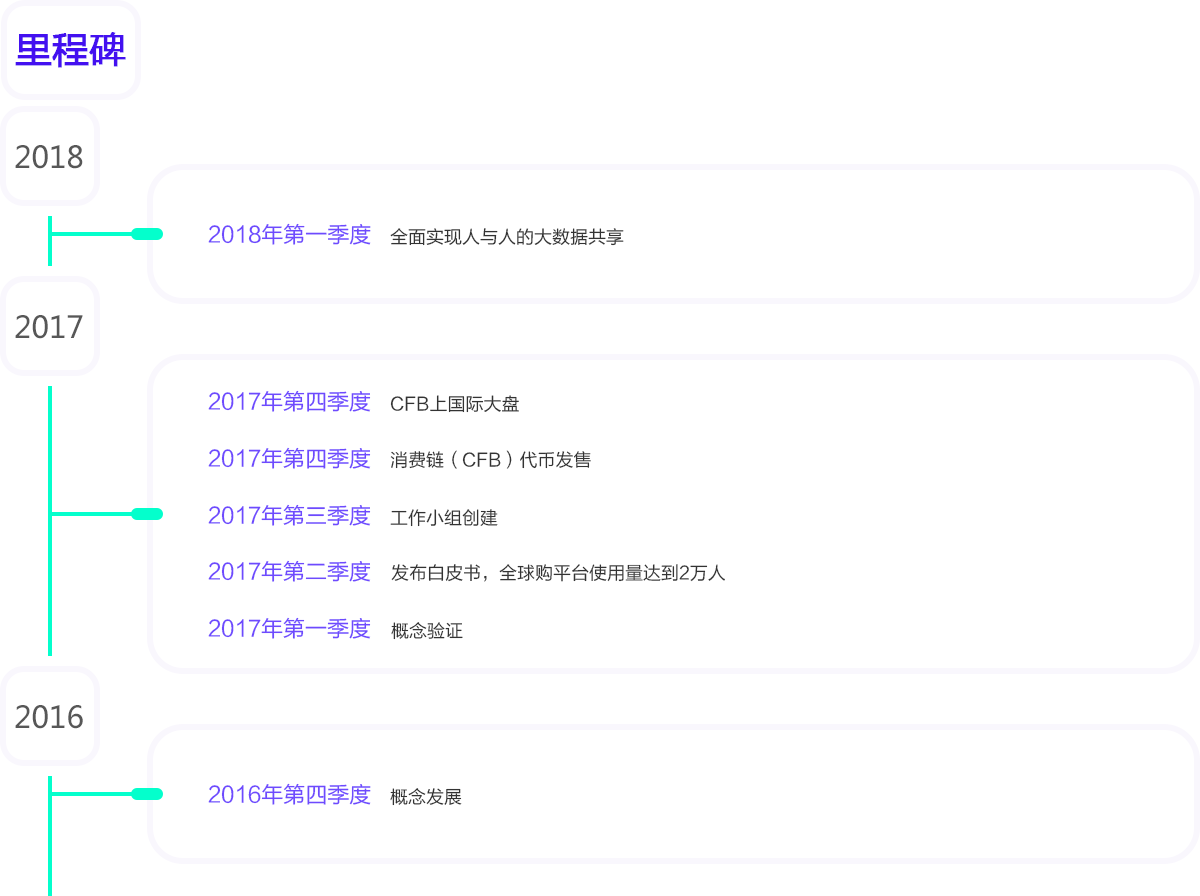 里程碑
2018
2018年第一季度 全面实现人与人的大数据共享
2017
2017年第四季度 CFB上国际大盘
2017年第四季度 消费链（CFB）代币发售
2017年第三季度 工作小组创建
2017年第二季度 发布白皮书，全球购平台使用量达到2万人
2017年第一季度 概念验证
2016
2016年第四季度 概念发展